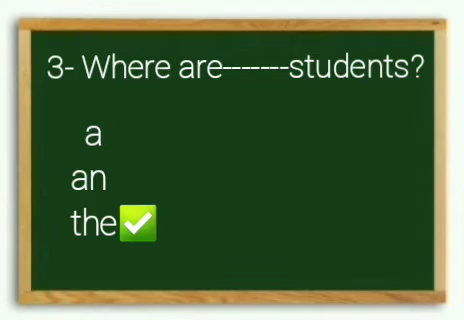 3- Where are-------students?
a
an
the✅